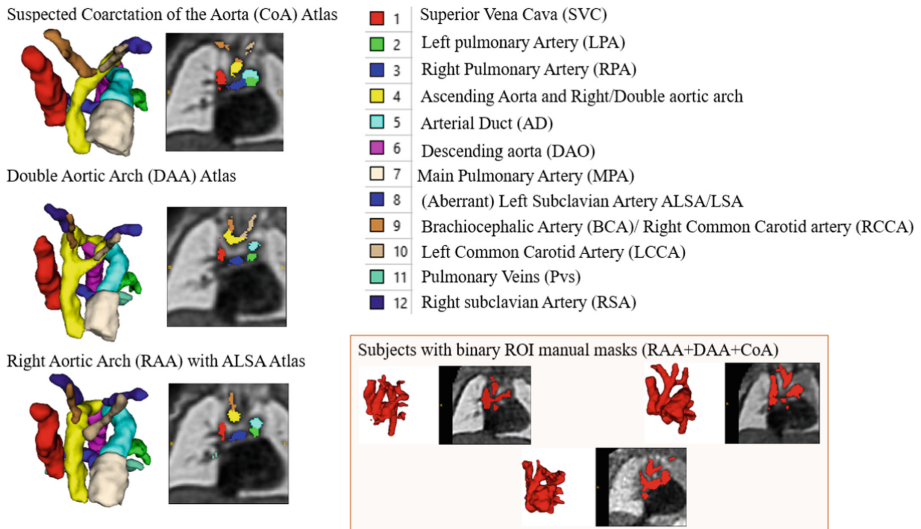 Suspected Coarctation of the Aorta (CoA) Atlas
Double Aortic Arch (DAA) Atlas
Right Aortic Arch (RAA) with ALSA Atlas
1 Superior Vena Cava (SVC)
2 Left pulmonary Artery (LPA)
3 Right Pulmonary Artery (RPA)
4 Ascending Aorta and Right/Double aortic arch
5 Arterial Duct (AD)
6 Descending aorta (DAO)
7 Main Pulmonary Artery (MPA)
8 (Aberrant) Left Subclavian Artery ALSA/LSA
9 Brachiocephalic Artery (BCA)/ Right Common Carotid artery (RCCA)
10 Left Common Carotid Artery (LCCA)
11 Pulmonary Veins (Pvs)
12 Right subclavian Artery (RSA)
Subjects with binary ROI manual masks (RAA+DAA+CoA)